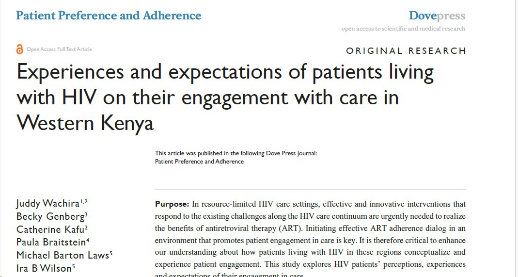 Patient Preference and Adherence
Dovepress
open access to scientific and medical research
Open Access Full Text Article
ORIGINAL RESEARCH
Experiences and expectations of patients living
with HIV on their engagement with care in
Western Kenya
This article was published in the following Dove Press journal:
Patient Preference and Adherence
Juddy Wachira1,3
Becky Genberg3
Catherine Kafu2
Paula Braitstein4
Michael Barton Laws5
Ira B Wilson5
Purpose: In resource-limited HIV care settings, effective and innovative interventions that
respond to the existing challenges along the HIV care continuum are urgently needed to realize
the benefits of antiretroviral therapy (ART). Initiating effective ART adherence dialog in an
environment that promotes patient engagement in care is key. It is therefore critical to enhance
our understanding about how patients living with HIV in these regions conceptualize and
experience patient engagement. This study explores HIV patients' perceptions, experiences
and expectations of their engagement in care.